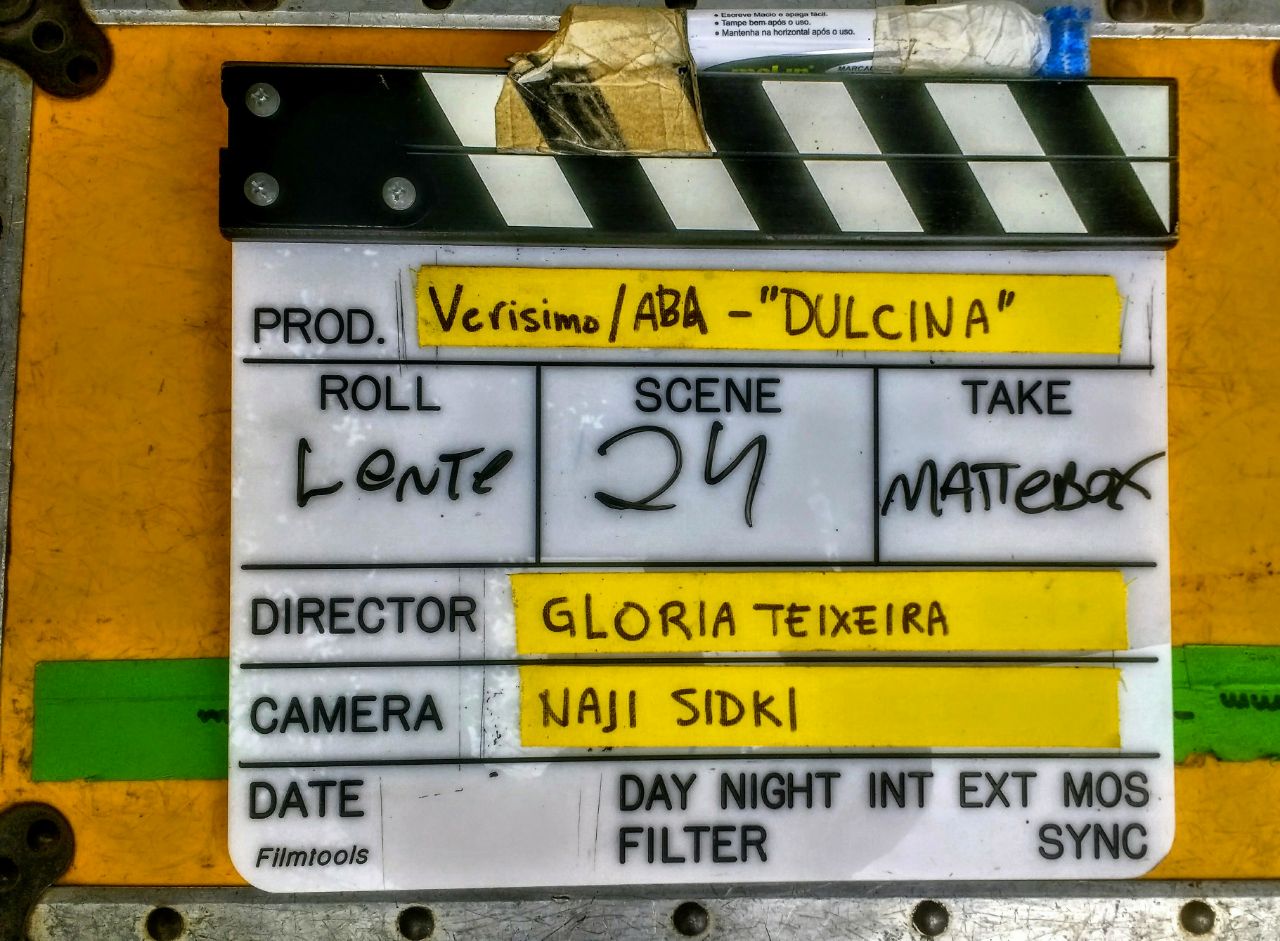 • Escreve Macio e apaga fácil.
• Tampe bem após o uso.
• Mantenha na horizontal após o uso.
PROD. Verisimo/ABA - "DULCINA"
ROLL SCENE TAKE
Lente 24 MATTEBOX
DIRECTOR GLORIA TEIXEIRA
CAMERA NAJI SIDKI
DATE DAY NIGHT INT EXT MOS
FILTER SYNC
Filmtools